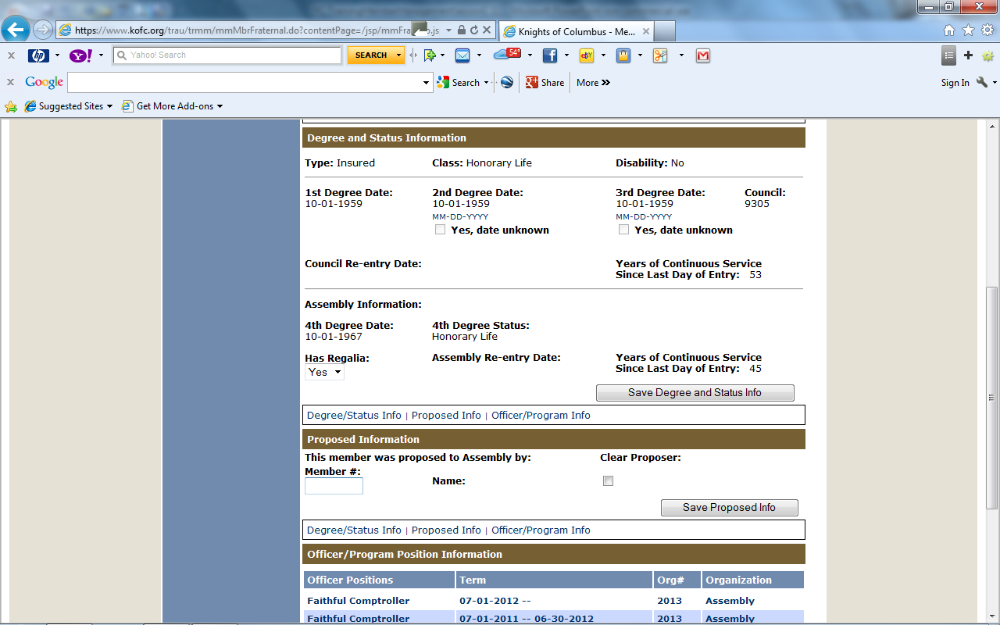 https://www.kofc.org/trau/trmm/mmMbrFraternal.do?contentPage=/jsp/mmFra
o.js
Knights of Columbus - Me...
x hp Y! Yahoo! Search SEARCH 54° f eBY
x Google Search Share More » Sign In
Suggested Sites Get More Add-ons
Degree and Status Information
Type: Insured Class: Honorary Life Disability: No
1st Degree Date: 2nd Degree Date: 3rd Degree Date: Council:
10-01-1959 10-01-1959 10-01-1959 9305
MM-DD-YYYY MM-DD-YYYY
Yes, date unknown Yes, date unknown
Council Re-entry Date: Years of Continuous Service
Since Last Day of Entry: 53
Assembly Information:
4th Degree Date: 4th Degree Status:
10-01-1967 Honorary Life
Has Regalia: Assembly Re-entry Date: Years of Continuous Service
Yes Since Last Day of Entry: 45
Save Degree and Status Info
Degree/Status Info | Proposed Info | Officer/Program Info
Proposed Information
This member was proposed to Assembly by: Clear Proposer:
Member #:
Name:
Save Proposed Info
Degree/Status Info | Proposed Info | Officer/Program Info
Officer/Program Position Information
Officer Positions Term Org# Organization
Faithful Comptroller 07-01-2012 -- 2013 Assembly
Faithful Comptroller 07-01-2011 -- 06-30-2012 2013 Assembly